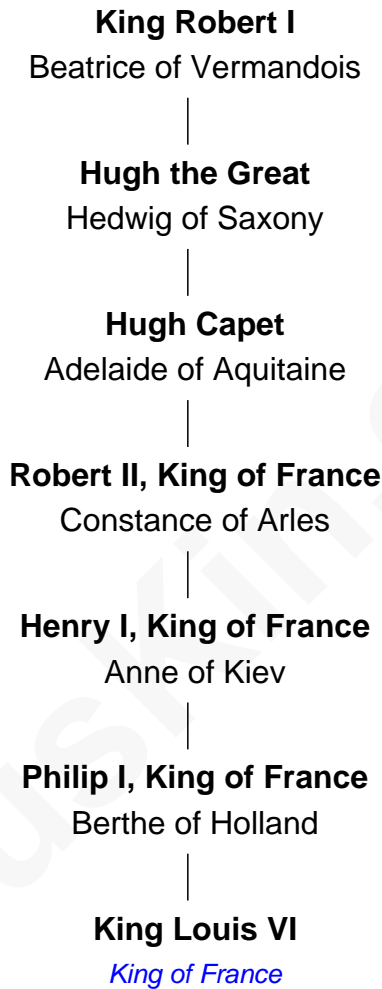 King Robert I
Beatrice of Vermandois
Hugh the Great
Hedwig of Saxony
Hugh Capet
Adelaide of Aquitaine
Robert II, King of France
Constance of Arles
Henry I, King of France
Anne of Kiev
Philip I, King of France
Berthe of Holland
King Louis VI
King of France